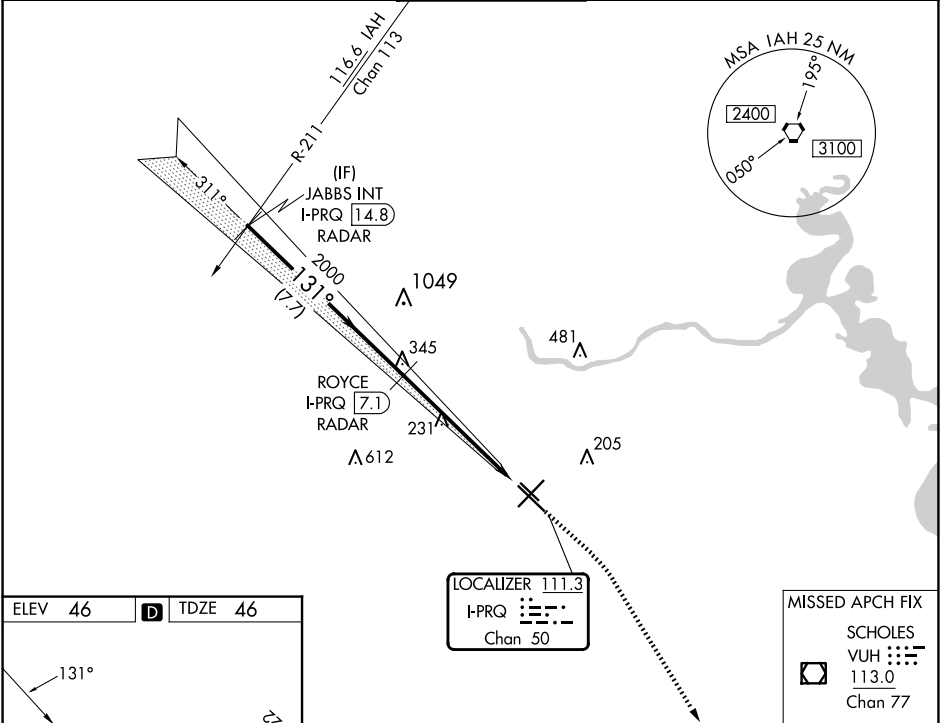 116.6 IAH
Chan 113
R-211
MSA IAH 25 NM
195°
2400
3100
050°
311°
(IF)
JABBS INT
I-PRQ 14.8
RADAR
2000
131°
(7.7)
1049
345
481
ROYCE
I-PRQ 7.1
RADAR
231
612
205
LOCALIZER 111.3
I-PRQ
Chan 50
ELEV 46 D TDZE 46
131°
22
MISSED APCH FIX
SCHOLES
VUH
113.0
Chan 77